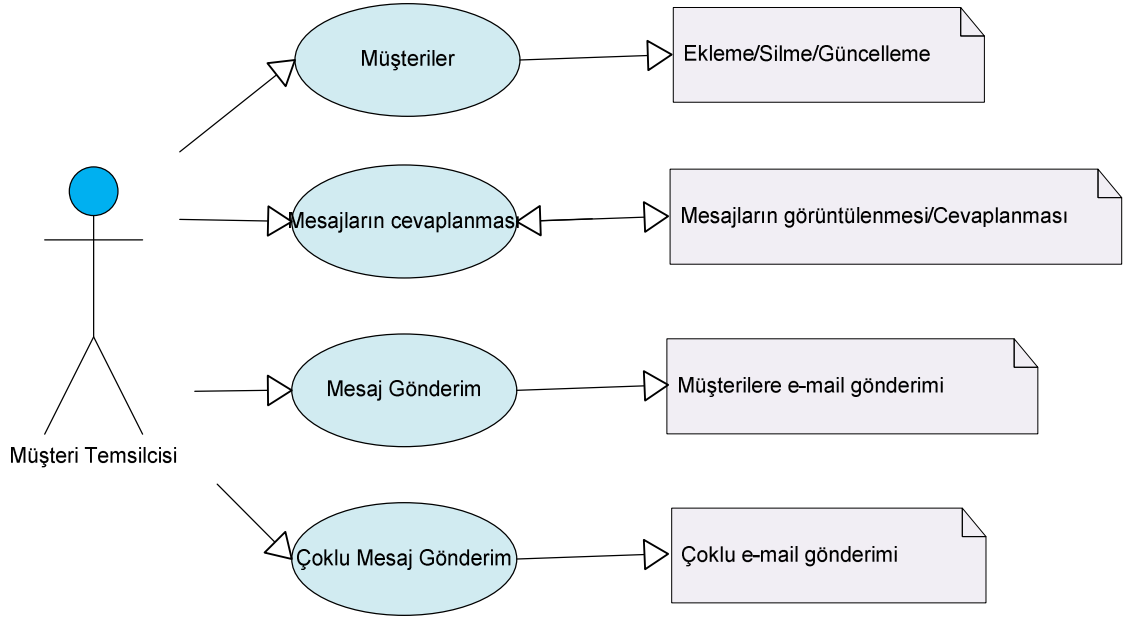 Müşteriler
Ekleme/Silme/Güncelleme
Mesajların cevaplanması
Mesajların görüntülenmesi/Cevaplanması
Mesaj Gönderim
Müşterilere e-mail gönderimi
Müşteri Temsilcisi
Çoklu Mesaj Gönderim
Çoklu e-mail gönderimi